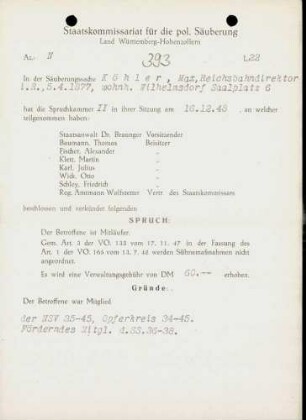 Staatskommissariat für die pol. Säuberung
Land Württemberg-Hohenzollern
Az. N 393 L22
In der Säuberungssache Köhler, Max, Reichsbahndirektor
i.R., 5.4.1877, wohnh. Wilhelmsdorf Saalplatz 6
hat die Spruchkammer II in ihrer Sitzung am 16.12.48, an welcher
teilgenommen haben:
Staatsanwalt Dr. Braunger Vorsitzender
Baumann, Thomas Beisitzer
Fischer, Alexander "
Klett, Martin "
Karl, Julius "
Wick, Otto "
Schley, Friedrich "
Reg. Amtmann Vertr. des Staatskommissars
beschlossen und verkündet folgenden
SPRUCH:
Der Betroffene ist Mitläufer.
Gem. Art. 3 der VO. 133 vom 17. 11. 47 in der Fassung des
Art. 1 der VO. 165 vom 13. 7. 48 werden Sühnemaßnahmen nicht
angeordnet.
Es wird eine Verwaltungsgebühr von DM 60.-- erhoben.
Gründe:
Der Betroffene war Mitglied
der NSV 35-45, Opferkreis 34-45.
Förderndes Mitgl. d.SS.36-38.